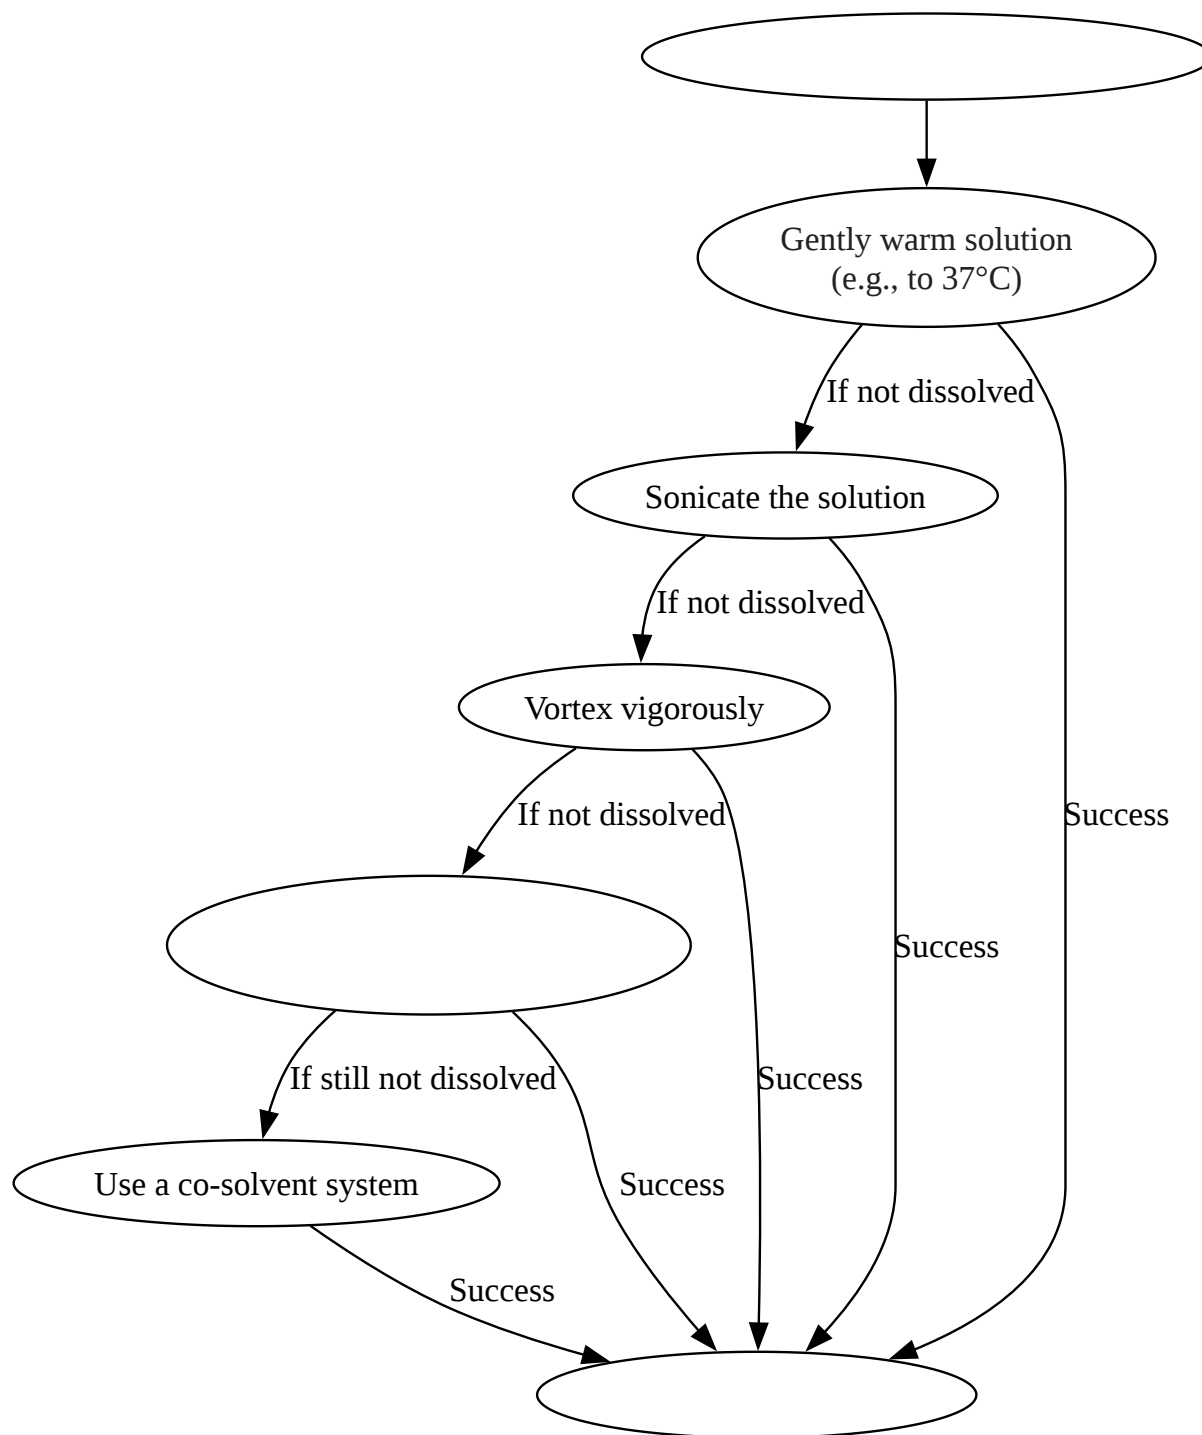 Gently warm solution
(e.g., to 37°C)
If not dissolved
Sonicate the solution
If not dissolved
Vortex vigorously
If not dissolved
Success
Success
If still not dissolved
Success
Use a co-solvent system
Success
Success